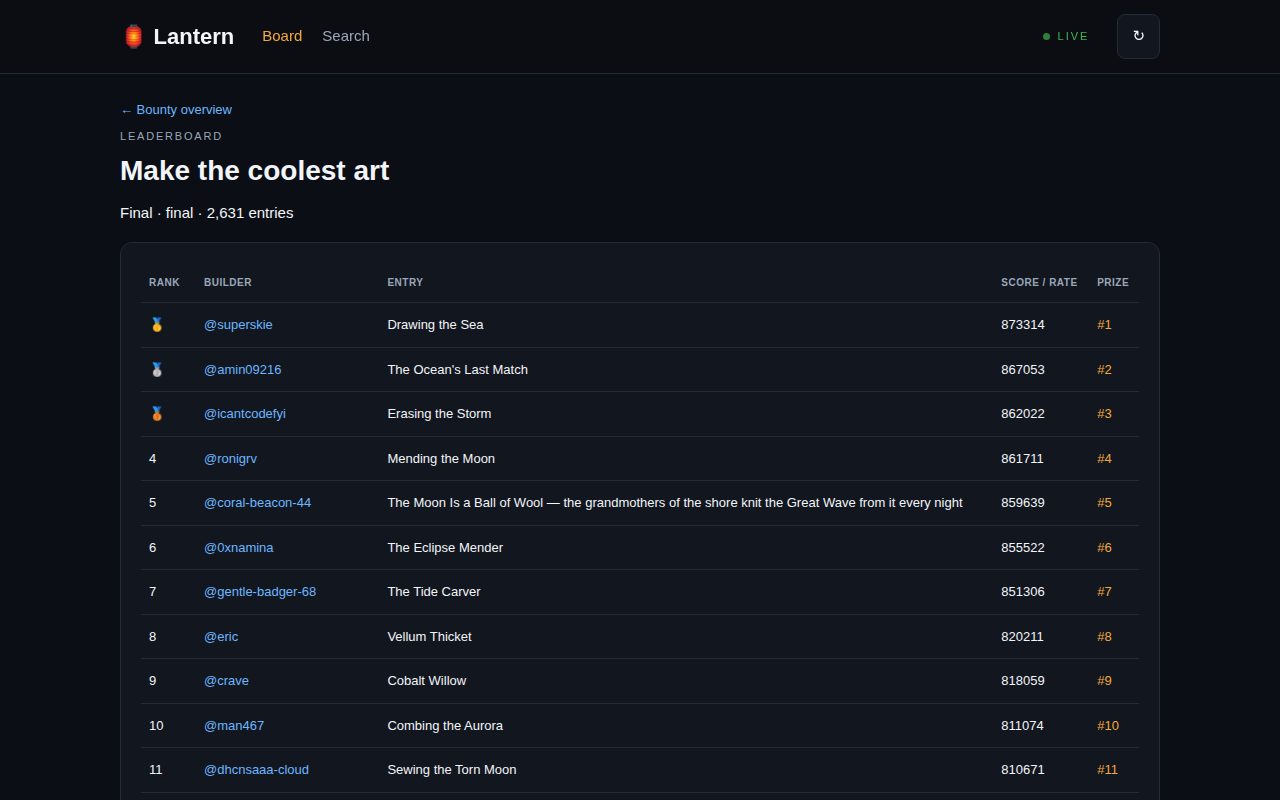 Lantern Board Search LIVE ↻
← Bounty overview
LEADERBOARD
Make the coolest art
Final · final · 2,631 entries
RANK BUILDER ENTRY SCORE / RATE PRIZE
🥇 @superskie Drawing the Sea 873314 #1
🥈 @amin09216 The Ocean's Last Match 867053 #2
🥉 @icantcodefyi Erasing the Storm 862022 #3
4 @ronigrv Mending the Moon 861711 #4
5 @coral-beacon-44 The Moon Is a Ball of Wool — the grandmothers of the shore knit the Great Wave from it every night 859639 #5
6 @0xnamina The Eclipse Mender 855522 #6
7 @gentle-badger-68 The Tide Carver 851306 #7
8 @eric Vellum Thicket 820211 #8
9 @crave Cobalt Willow 818059 #9
10 @man467 Combing the Aurora 811074 #10
11 @dhcnsaaa-cloud Sewing the Torn Moon 810671 #11